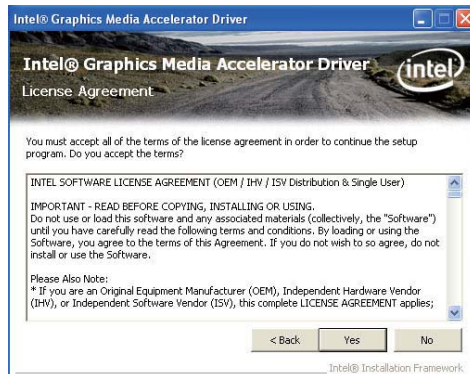 Intel® Graphics Media Accelerator Driver
Intel® Graphics Media Accelerator Driver
intel
License Agreement
You must accept all of the terms of the license agreement in order to continue the setup
program. Do you accept the terms?
INTEL SOFTWARE LICENSE AGREEMENT (OEM / IHV / ISV Distribution & Single User)
IMPORTANT - READ BEFORE COPYING, INSTALLING OR USING.
Do not use or load this software and any associated materials (collectively, the "Software")
until you have carefully read the following terms and conditions. By loading or using the
Software, you agree to the terms of this Agreement. If you do not wish to so agree, do not
install or use the Software.
Please Also Note:
* If you are an Original Equipment Manufacturer (OEM), Independent Hardware Vendor
(IHV), or Independent Software Vendor (ISV), this complete LICENSE AGREEMENT applies;
< Back Yes No
Intel® Installation Framework